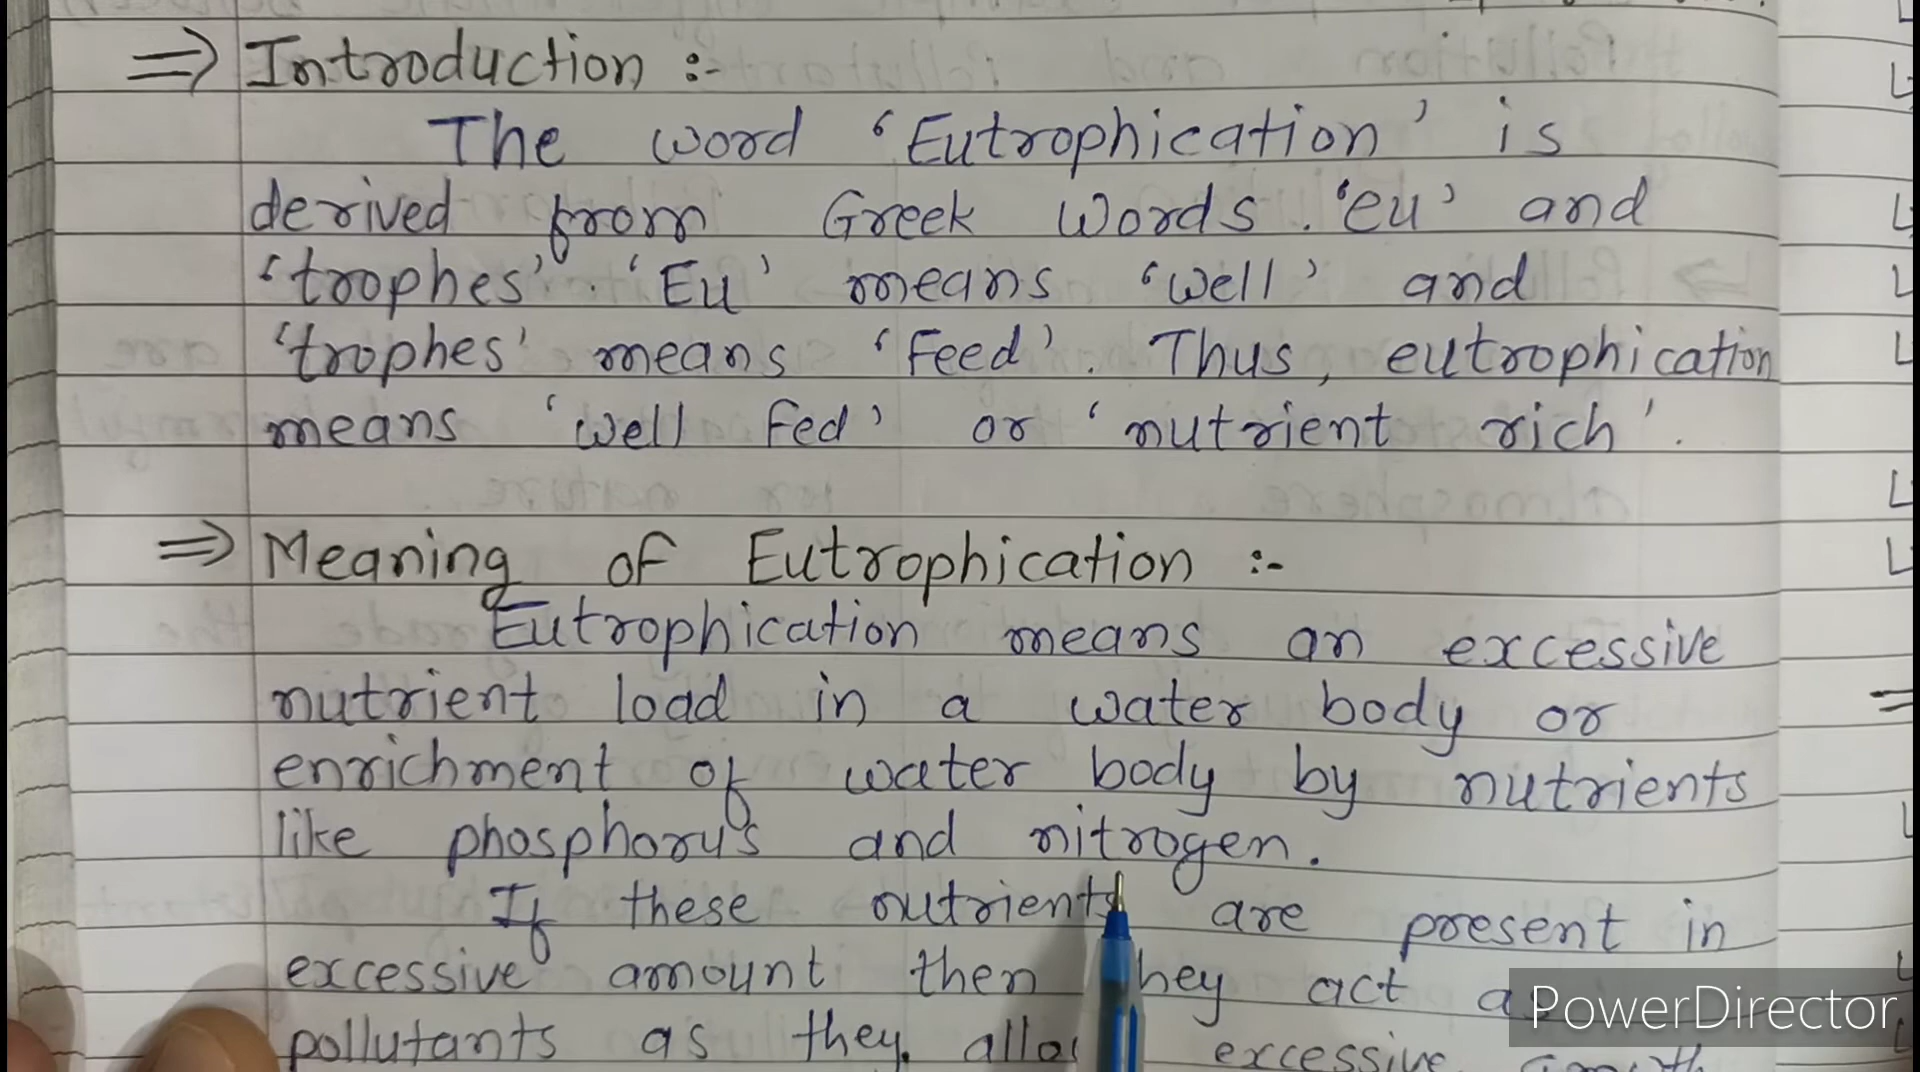 ⇒ Introduction :-
The word ‘Eutrophication’ is
derived from Greek words. ‘eu’ and
‘trophes’. ‘Eu’ means ‘well’ and
‘trophes’ means ‘Feed’. Thus, eutrophication
means ‘well Fed’ or ‘nutrient rich’.
⇒ Meaning of Eutrophication :-
Eutrophication means an excessive
nutrient load in a water body or
enrichment of water body by nutrients
like phosphorus and nitrogen.
If these nutrients are present in
excessive amount then they act as
pollutants as they excessive growth
PowerDirector